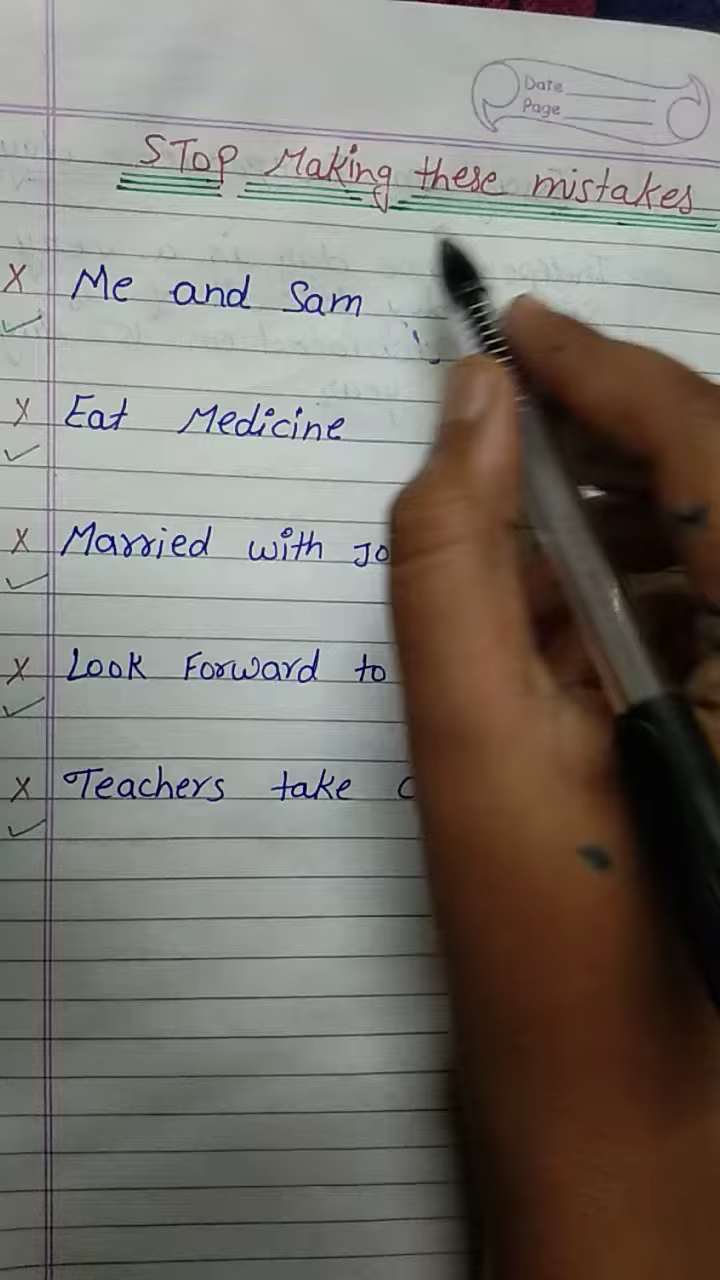 Date
Page
STOP Making these mistakes
X Me and Sam
✓
X Eat Medicine
✓
X Married with
✓
X Look Forward to
✓
X Teachers take
✓